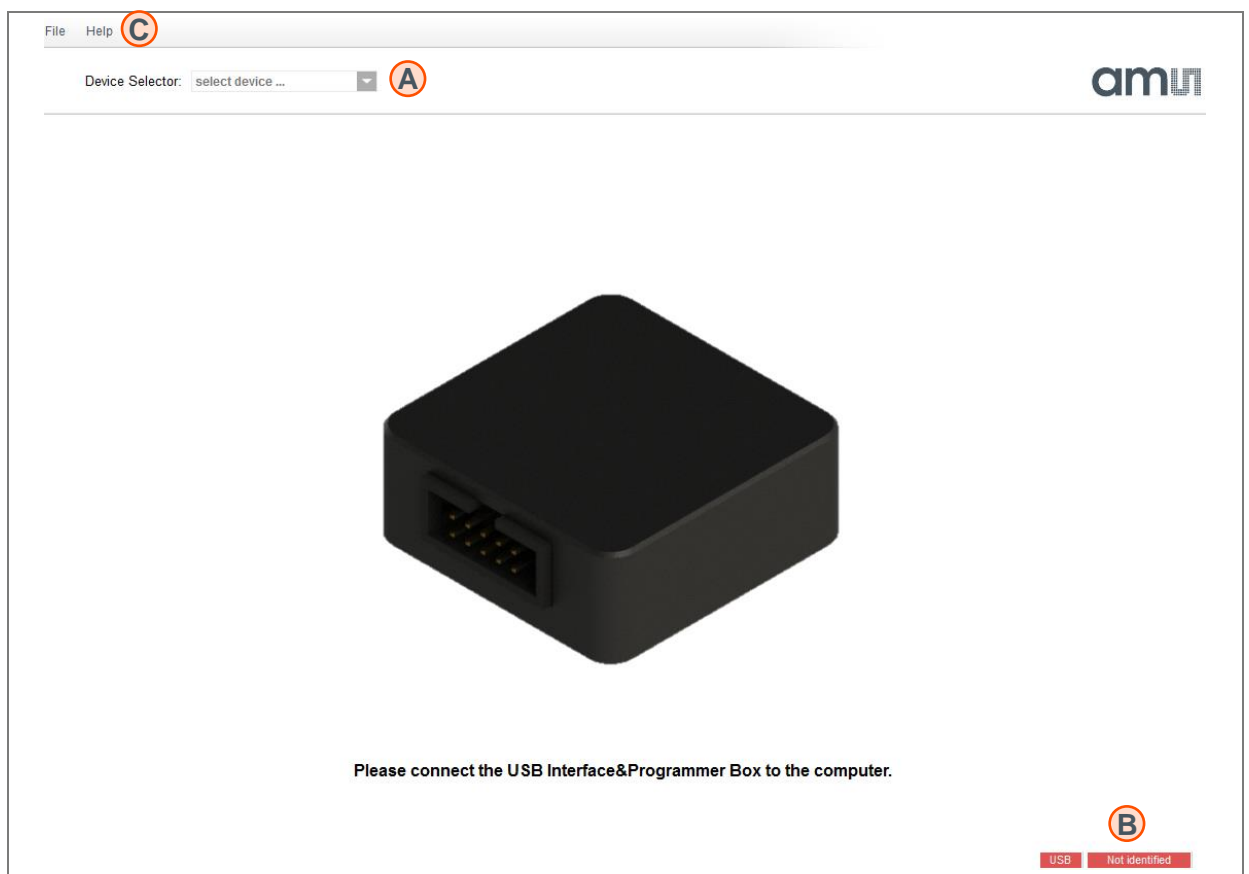 File Help C
Device Selector: select device ... A
am
Please connect the USB Interface&Programmer Box to the computer.
B
USB Not identified